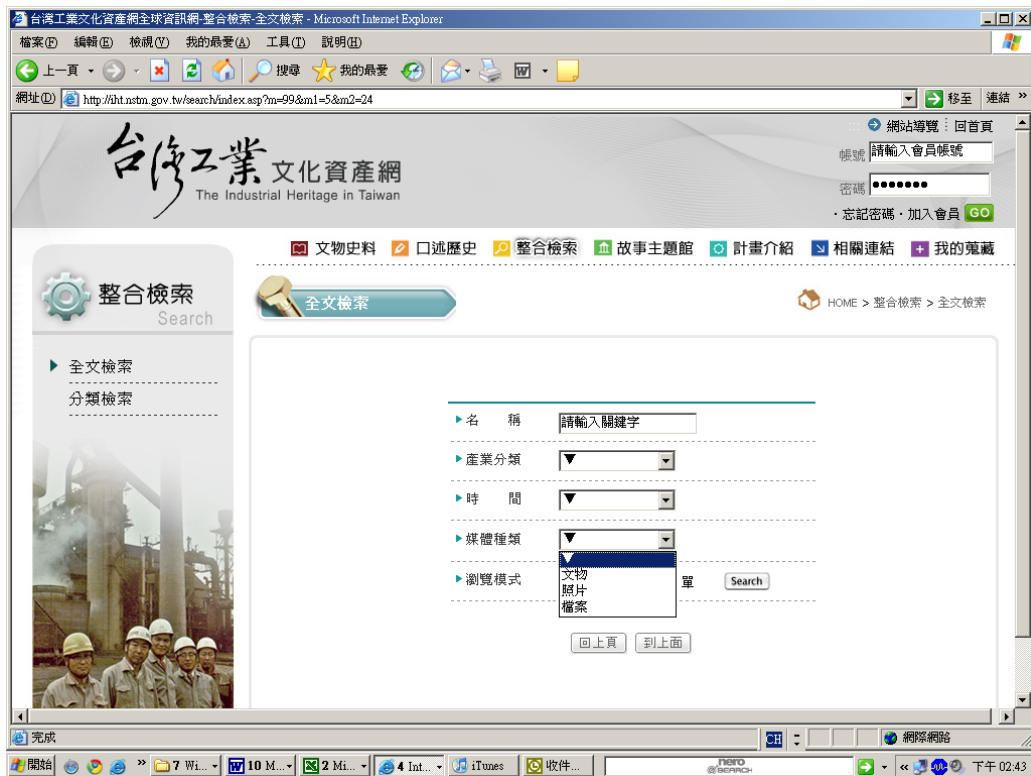 台灣工業文化資產網全球資訊網-整合檢索-全文檢索 - Microsoft Internet Explorer
檔案(F) 編輯(E) 檢視(V) 我的最愛(A) 工具(T) 說明(H)
上一頁 搜尋 我的最愛
網址(D) http://iht.nstm.gov.tw/search/index.asp?m=99&m1=5&m2=24 移至 連結 »
網站導覽 回首頁
台灣工業文化資產網
The Industrial Heritage in Taiwan
帳號 請輸入會員帳號
密碼 •••••••
‧忘記密碼‧加入會員 GO
文物史料 口述歷史 整合檢索 故事主題館 計畫介紹 相關連結 我的蒐藏
整合檢索
Search
全文檢索
HOME > 整合檢索 > 全文檢索
全文檢索
分類檢索
名 稱 請輸入關鍵字
產業分類 ▼
時 間 ▼
媒體種類 ▼
▼
文物
照片
檔案
瀏覽模式 單 Search
回上頁 到上面
完成 CH 網際網路
開始 » 7 Wi... 10 M... 2 Mi... 4 Int... iTunes 收件... nero SEARCH « 下午 02:43